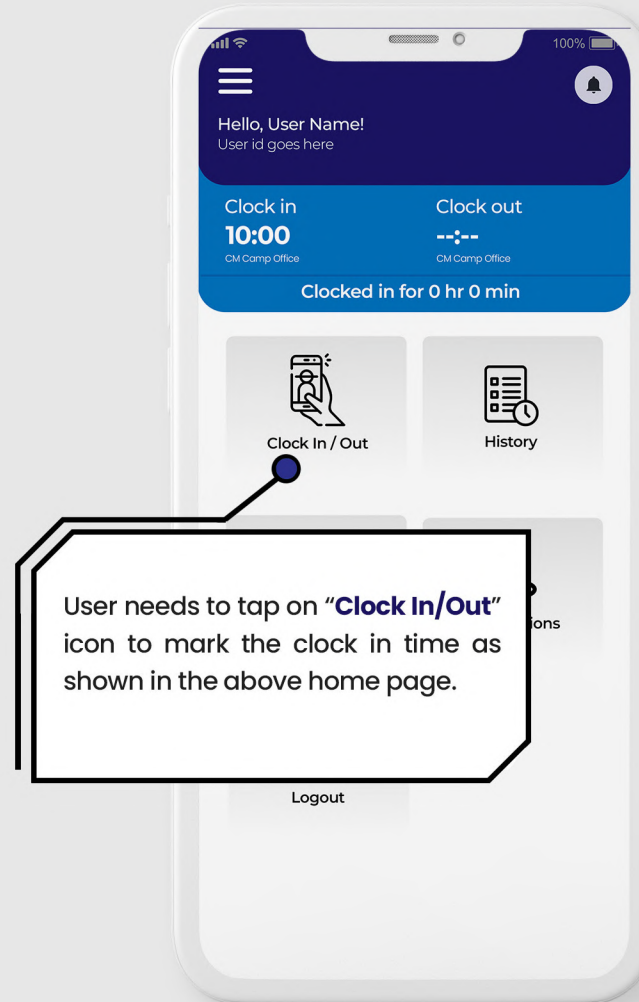 100%
Hello, User Name!
User id goes here
Clock in
Clock out
10:00
--:--
CM Camp Office
CM Camp Office
Clocked in for 0 hr 0 min
Clock In / Out
History
User needs to tap on “Clock In/Out”
icon to mark the clock in time as
shown in the above home page.
ions
Logout